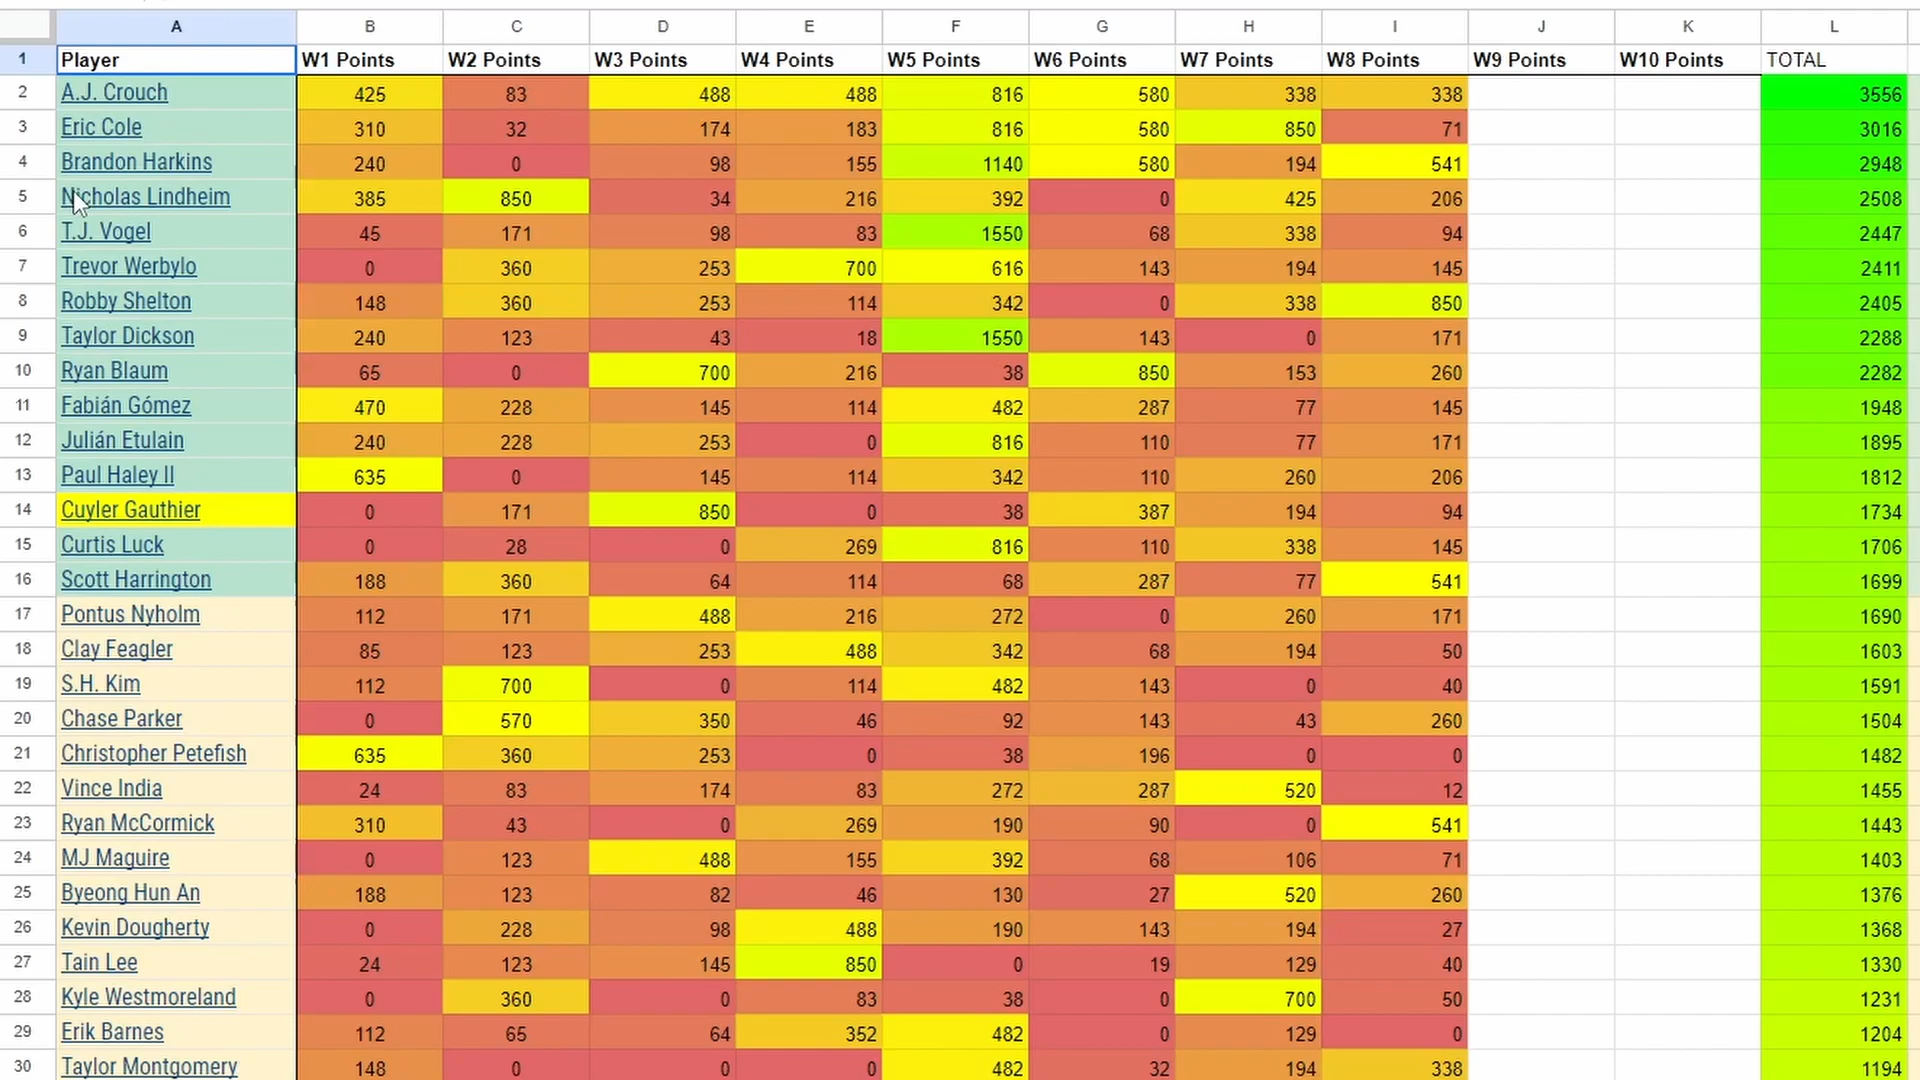 A B C D E F G H I J K L
1 Player W1 Points W2 Points W3 Points W4 Points W5 Points W6 Points W7 Points W8 Points W9 Points W10 Points TOTAL
2 A.J. Crouch 425 83 488 488 816 580 338 338 3556
3 Eric Cole 310 32 174 183 816 580 850 71 3016
4 Brandon Harkins 240 0 98 155 1140 580 194 541 2948
5 Nicholas Lindheim 385 850 34 216 392 0 425 206 2508
6 T.J. Vogel 45 171 98 83 1550 68 338 94 2447
7 Trevor Werbylo 0 360 253 700 616 143 194 145 2411
8 Robby Shelton 148 360 253 114 342 0 338 850 2405
9 Taylor Dickson 240 123 43 18 1550 143 0 171 2288
10 Ryan Blaum 65 0 700 216 38 850 153 260 2282
11 Fabián Gómez 470 228 145 114 482 287 77 145 1948
12 Julián Etulain 240 228 253 0 816 110 77 171 1895
13 Paul Haley II 635 0 145 114 342 110 260 206 1812
14 Cuyler Gauthier 0 171 850 0 38 387 194 94 1734
15 Curtis Luck 0 28 0 269 816 110 338 145 1706
16 Scott Harrington 188 360 64 114 68 287 77 541 1699
17 Pontus Nyholm 112 171 488 216 272 0 260 171 1690
18 Clay Feagler 85 123 253 488 342 68 194 50 1603
19 S.H. Kim 112 700 0 114 482 143 0 40 1591
20 Chase Parker 0 570 350 46 92 143 43 260 1504
21 Christopher Petefish 635 360 253 0 38 196 0 0 1482
22 Vince India 24 83 174 83 272 287 520 12 1455
23 Ryan McCormick 310 43 0 269 190 90 0 541 1443
24 MJ Maguire 0 123 488 155 392 68 106 71 1403
25 Byeong Hun An 188 123 82 46 130 27 520 260 1376
26 Kevin Dougherty 0 228 98 488 190 143 194 27 1368
27 Tain Lee 24 123 145 850 0 19 129 40 1330
28 Kyle Westmoreland 0 360 0 83 38 0 700 50 1231
29 Erik Barnes 112 65 64 352 482 0 129 0 1204
30 Taylor Montgomery 148 0 0 0 482 32 194 338 1194